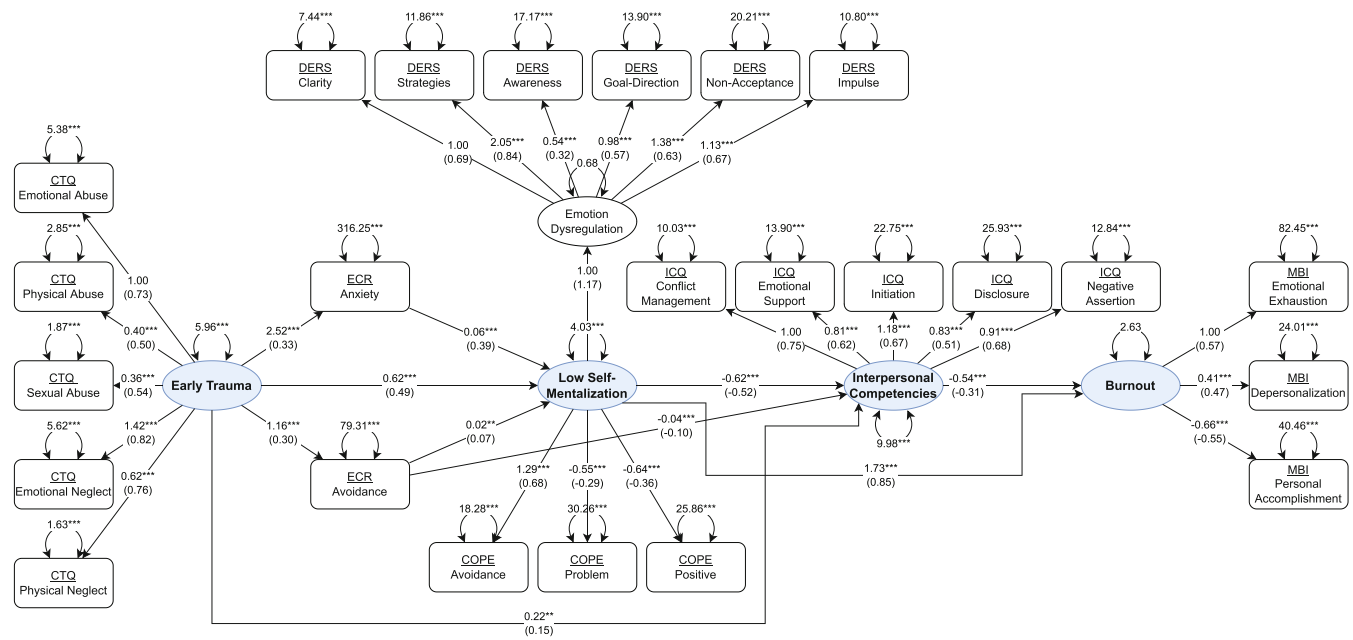 7.44***
11.86***
17.17***
13.90***
20.21***
10.80***
DERS
Clarity
DERS
Strategies
DERS
Awareness
DERS
Goal-Direction
DERS
Non-Acceptance
DERS
Impulse
1.00
(0.69)
2.05***
(0.84)
0.54***
(0.32)
0.98***
(0.57)
1.38***
(0.63)
1.13***
(0.67)
0.68
Emotion
Dysregulation
1.00
(1.17)
5.38***
CTQ
Emotional Abuse
2.85***
CTQ
Physical Abuse
1.87***
CTQ
Sexual Abuse
5.62***
CTQ
Emotional Neglect
1.63***
CTQ
Physical Neglect
1.00
(0.73)
0.40***
(0.50)
0.36***
(0.54)
1.42***
(0.82)
0.62***
(0.76)
5.96***
Early Trauma
316.25***
ECR
Anxiety
2.52***
(0.33)
0.06***
(0.39)
0.62***
(0.49)
1.16***
(0.30)
79.31***
ECR
Avoidance
0.02**
(0.07)
4.03***
Low Self-
Mentalization
1.29***
(0.68)
-0.55***
(-0.29)
-0.64***
(-0.36)
18.28***
COPE
Avoidance
30.26***
COPE
Problem
25.86***
COPE
Positive
-0.62***
(-0.52)
-0.04***
(-0.10)
1.73***
(0.85)
0.22**
(0.15)
10.03***
ICQ
Conflict
Management
13.90***
ICQ
Emotional
Support
22.75***
ICQ
Initiation
25.93***
ICQ
Disclosure
12.84***
ICQ
Negative
Assertion
1.00
(0.75)
0.81***
(0.62)
1.18***
(0.67)
0.83***
(0.51)
0.91***
(0.68)
Interpersonal
Competencies
9.98***
-0.54***
(-0.31)
2.63
Burnout
1.00
(0.57)
0.41***
(0.47)
-0.66***
(-0.55)
82.45***
MBI
Emotional
Exhaustion
24.01***
MBI
Depersonalization
40.46***
MBI
Personal
Accomplishment